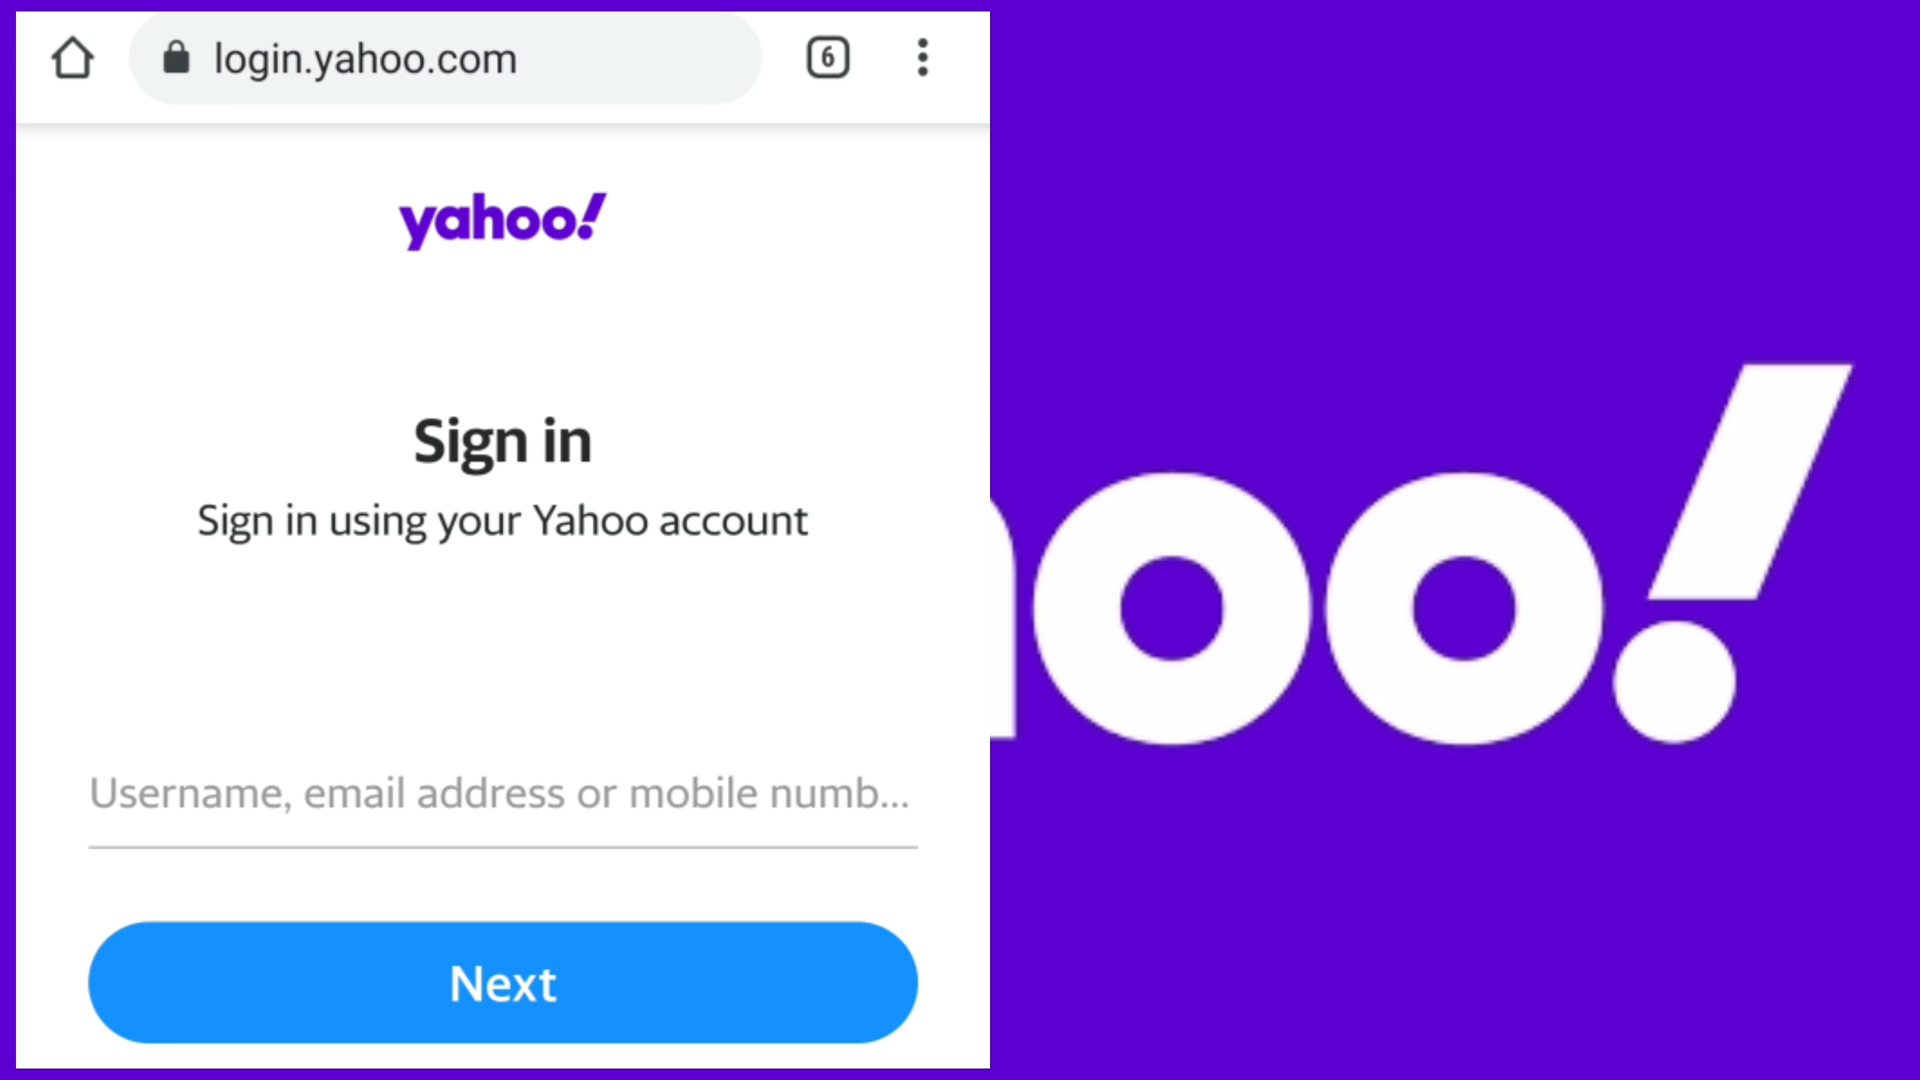 login.yahoo.com
6
yahoo!
Sign in
Sign in using your Yahoo account
Username, email address or mobile numb...
Next
oo!